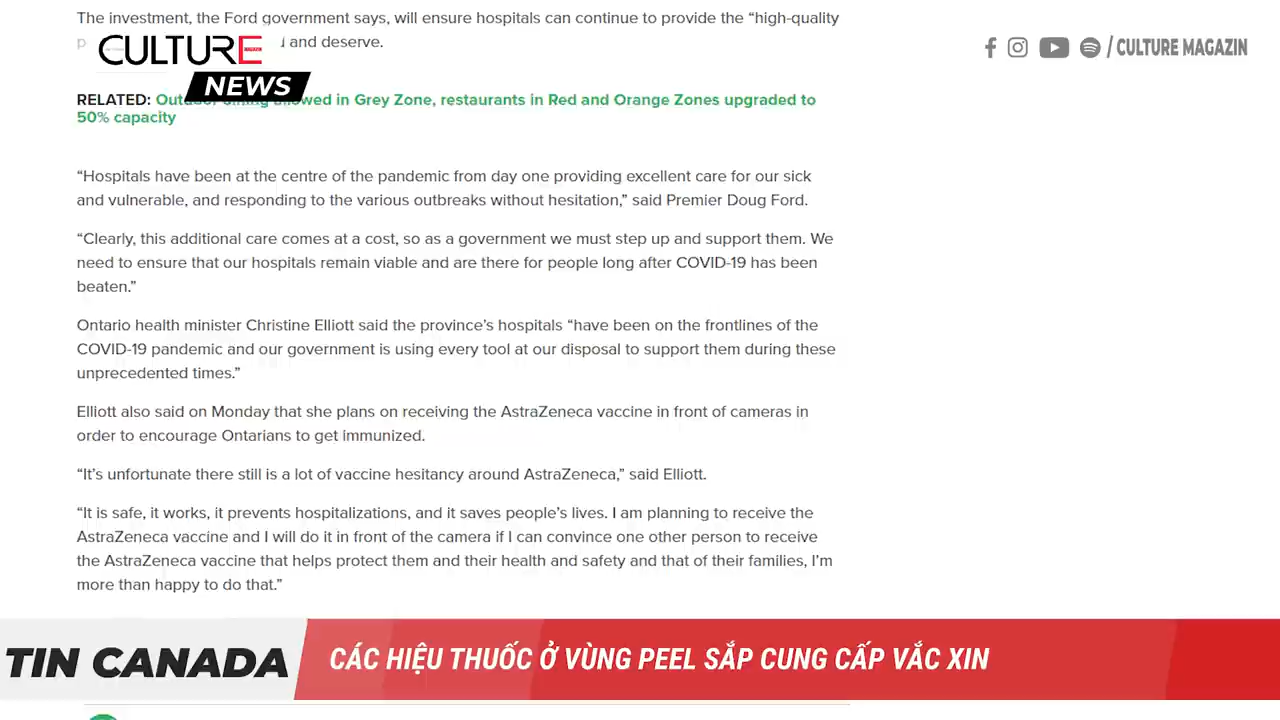 The investment, the Ford government says, will ensure hospitals can continue to provide the “high-quality
and deserve.
CULTURE
NEWS
/ CULTURE MAGAZIN
RELATED: in Grey Zone, restaurants in Red and Orange Zones upgraded to
50% capacity
“Hospitals have been at the centre of the pandemic from day one providing excellent care for our sick
and vulnerable, and responding to the various outbreaks without hesitation,” said Premier Doug Ford.
“Clearly, this additional care comes at a cost, so as a government we must step up and support them. We
need to ensure that our hospitals remain viable and are there for people long after COVID-19 has been
beaten.”
Ontario health minister Christine Elliott said the province’s hospitals “have been on the frontlines of the
COVID-19 pandemic and our government is using every tool at our disposal to support them during these
unprecedented times.”
Elliott also said on Monday that she plans on receiving the AstraZeneca vaccine in front of cameras in
order to encourage Ontarians to get immunized.
“It’s unfortunate there still is a lot of vaccine hesitancy around AstraZeneca,” said Elliott.
“It is safe, it works, it prevents hospitalizations, and it saves people’s lives. I am planning to receive the
AstraZeneca vaccine and I will do it in front of the camera if I can convince one other person to receive
the AstraZeneca vaccine that helps protect them and their health and safety and that of their families, I’m
more than happy to do that.”
TIN CANADA
CÁC HIỆU THUỐC Ở VÙNG PEEL SẮP CUNG CẤP VẮC XIN